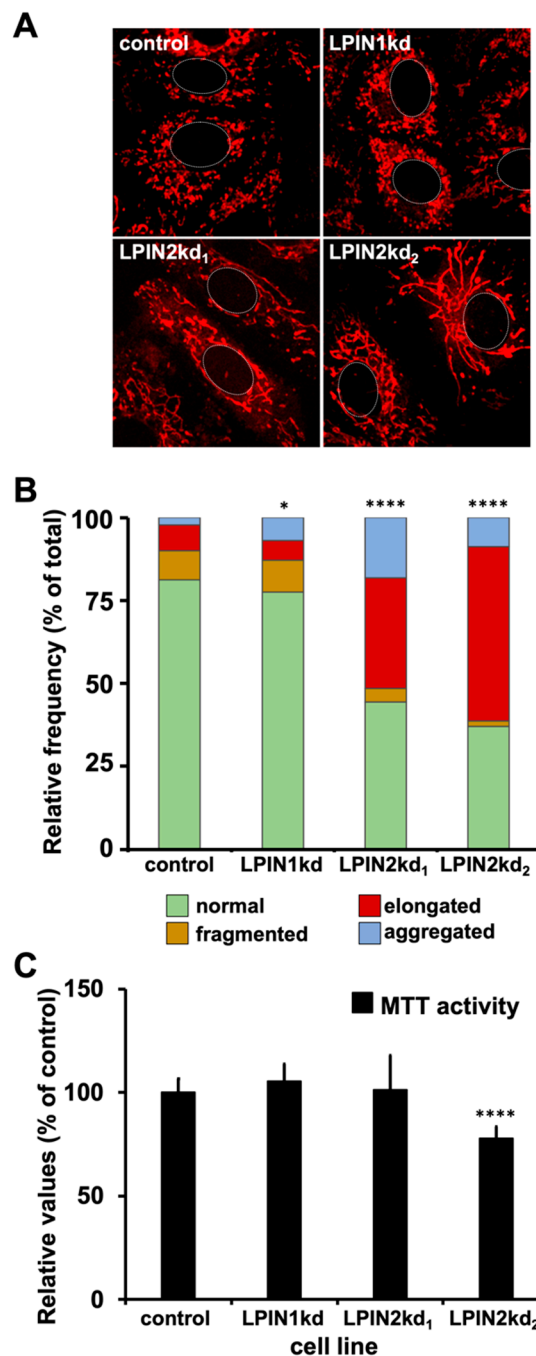 A
control LPIN1kd
LPIN2kd₁ LPIN2kd₂
B
* **** ****
Relative frequency (% of total)
100
75
50
25
0
control LPIN1kd LPIN2kd₁ LPIN2kd₂
normal elongated
fragmented aggregated
C
Relative values (% of control)
150
100
50
0
MTT activity
****
control LPIN1kd LPIN2kd₁ LPIN2kd₂
cell line